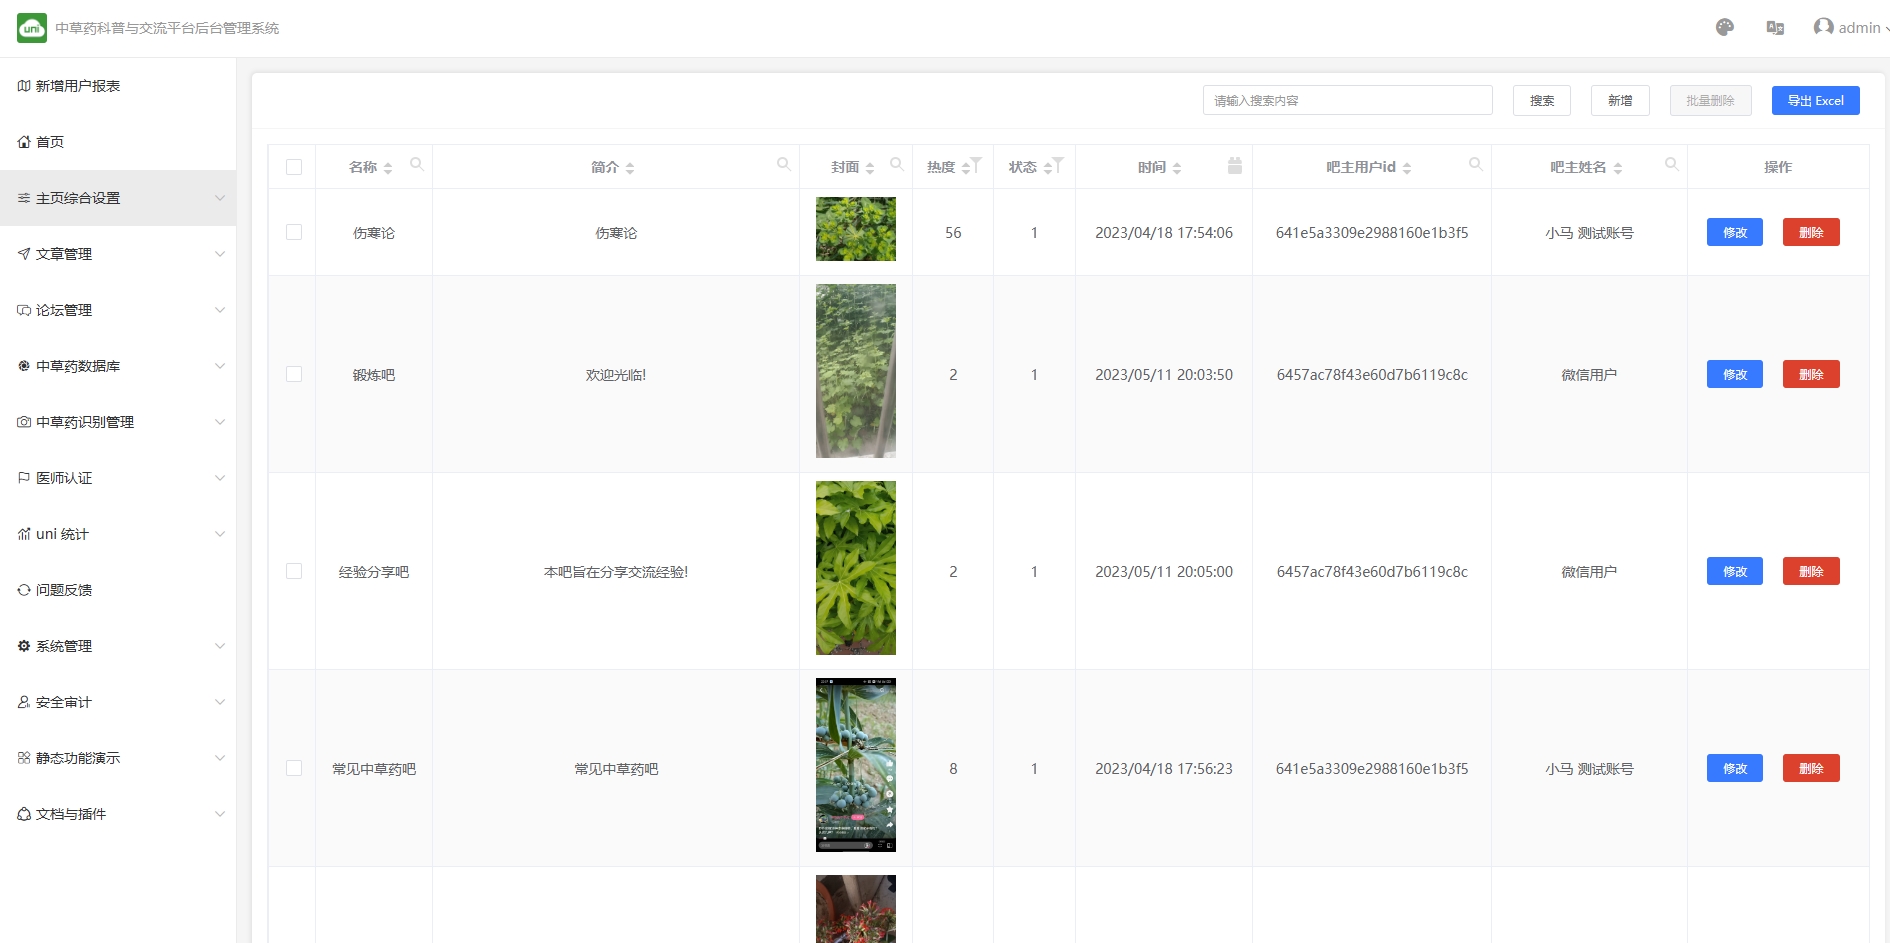 uni 中草药科普与交流平台后台管理系统
admin
新增用户报表
首页
主页综合设置
文章管理
论坛管理
中草药数据库
中草药识别管理
医师认证
uni 统计
问题反馈
系统管理
安全审计
静态功能演示
文档与插件
请输入搜索内容 搜索 新增 批量删除 导出 Excel
名称 简介 封面 热度 状态 时间 吧主用户id 吧主姓名 操作
伤寒论 伤寒论 56 1 2023/04/18 17:54:06 641e5a3309e2988160e1b3f5 小马 测试账号 修改 删除
锻炼吧 欢迎光临! 2 1 2023/05/11 20:03:50 6457ac78f43e60d7b6119c8c 微信用户 修改 删除
经验分享吧 本吧旨在分享交流经验! 2 1 2023/05/11 20:05:00 6457ac78f43e60d7b6119c8c 微信用户 修改 删除
常见中草药吧 常见中草药吧 8 1 2023/04/18 17:56:23 641e5a3309e2988160e1b3f5 小马 测试账号 修改 删除